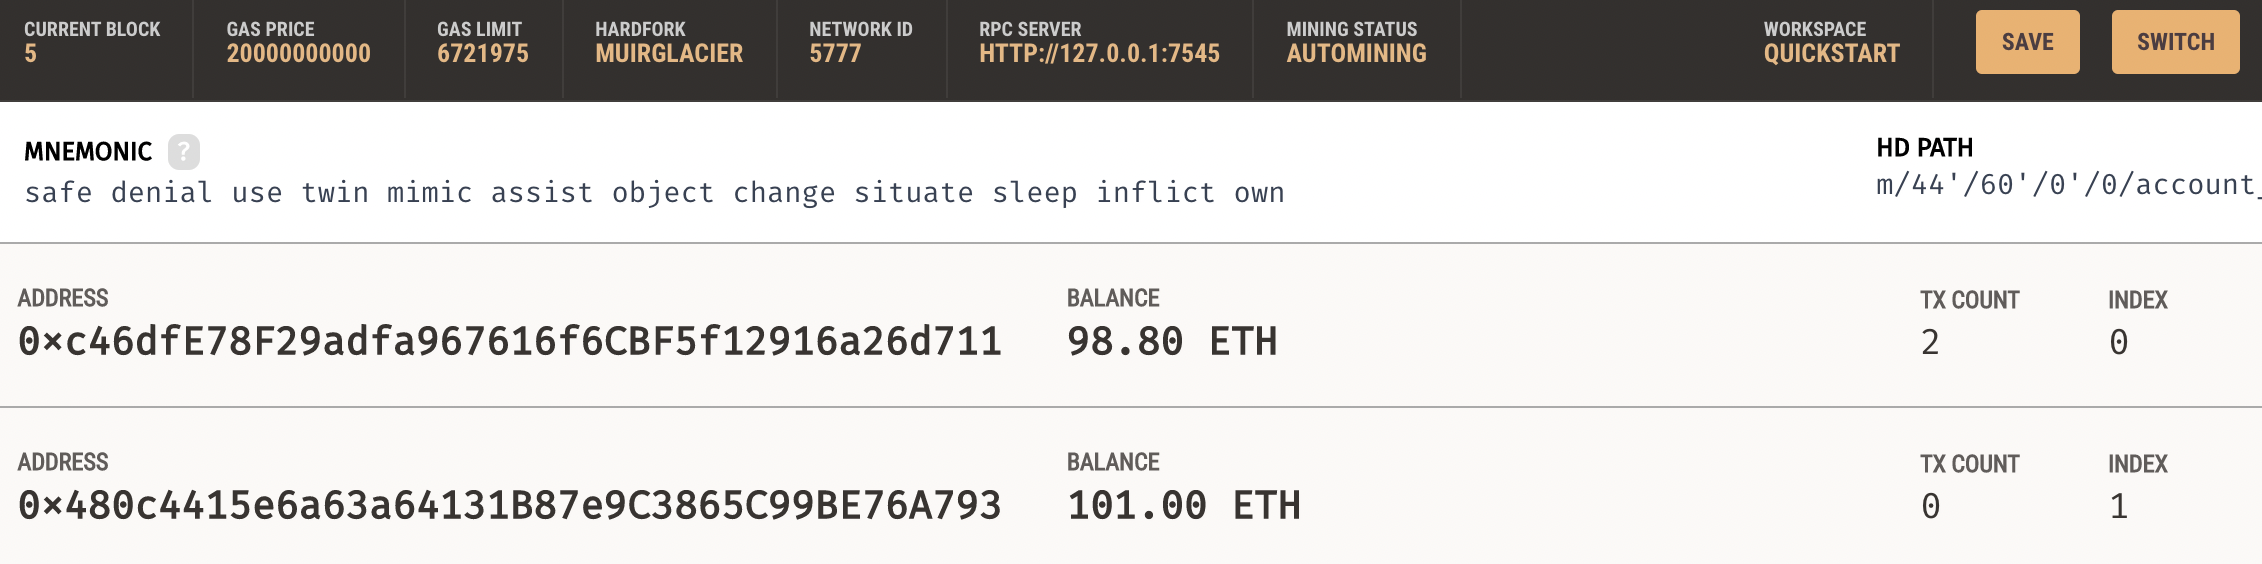 CURRENT BLOCK GAS PRICE GAS LIMIT HARDFORK NETWORK ID RPC SERVER MINING STATUS WORKSPACE
5 20000000000 6721975 MUIRGLACIER 5777 HTTP://127.0.0.1:7545 AUTOMINING QUICKSTART SAVE SWITCH
MNEMONIC ? HD PATH
safe denial use twin mimic assist object change situate sleep inflict own m/44'/60'/0'/0/account_
ADDRESS BALANCE TX COUNT INDEX
0×c46dfE78F29adfa967616f6CBF5f12916a26d711 98.80 ETH 2 0
ADDRESS BALANCE TX COUNT INDEX
0×480c4415e6a63a64131B87e9C3865C99BE76A793 101.00 ETH 0 1